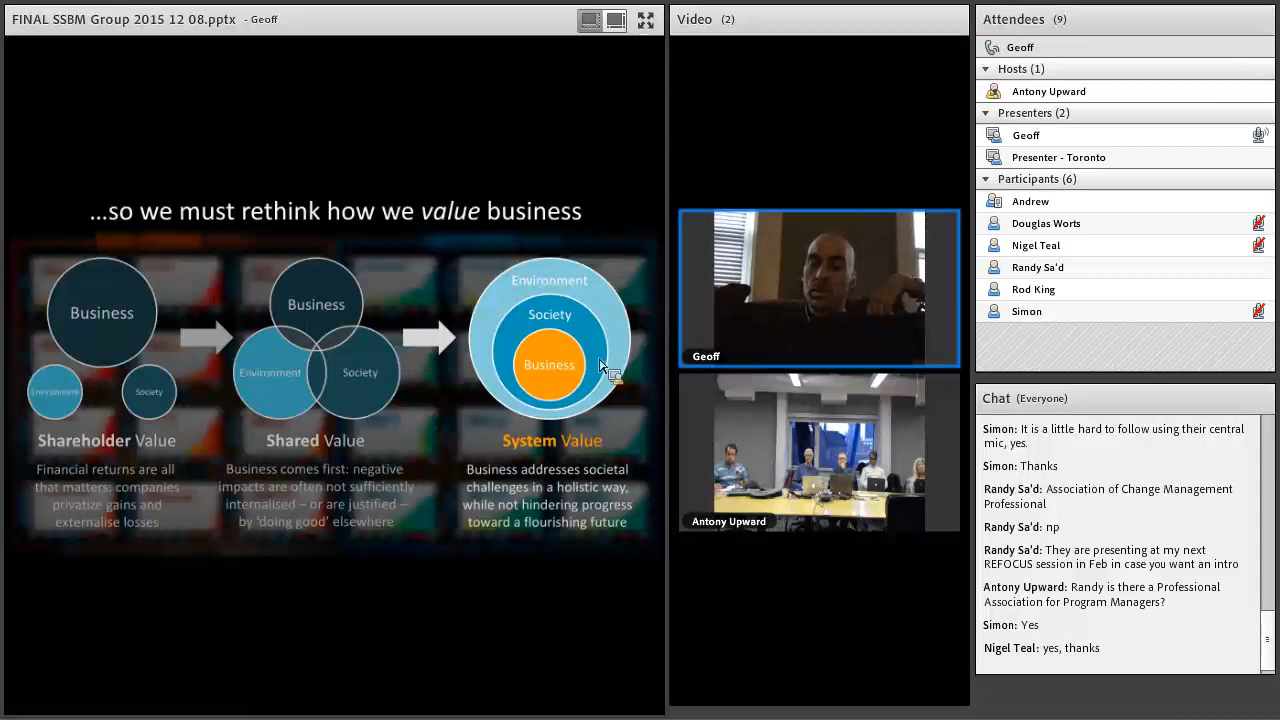 FINAL SSBM Group 2015 12 08.pptx - Geoff
...so we must rethink how we value business
Business
Environment
Society
Shareholder Value
Financial returns are all
that matters: companies
privatize gains and
externalise losses
Business
Environment
Society
Shared Value
Business comes first: negative
impacts are often not sufficiently
internalised – or are justified –
by ‘doing good’ elsewhere
Environment
Society
Business
System Value
Business addresses societal
challenges in a holistic way,
while not hindering progress
toward a flourishing future
Video (2)
Geoff
Antony Upward
Attendees (9)
Geoff
Hosts (1)
Antony Upward
Presenters (2)
Geoff
Presenter - Toronto
Participants (6)
Andrew
Douglas Worts
Nigel Teal
Randy Sa'd
Rod King
Simon
Chat (Everyone)
Simon: It is a little hard to follow using their central
mic, yes.
Simon: Thanks
Randy Sa'd: Association of Change Management
Professional
Randy Sa'd: np
Randy Sa'd: They are presenting at my next
REFOCUS session in Feb in case you want an intro
Antony Upward: Randy is there a Professional
Association for Program Managers?
Simon: Yes
Nigel Teal: yes, thanks